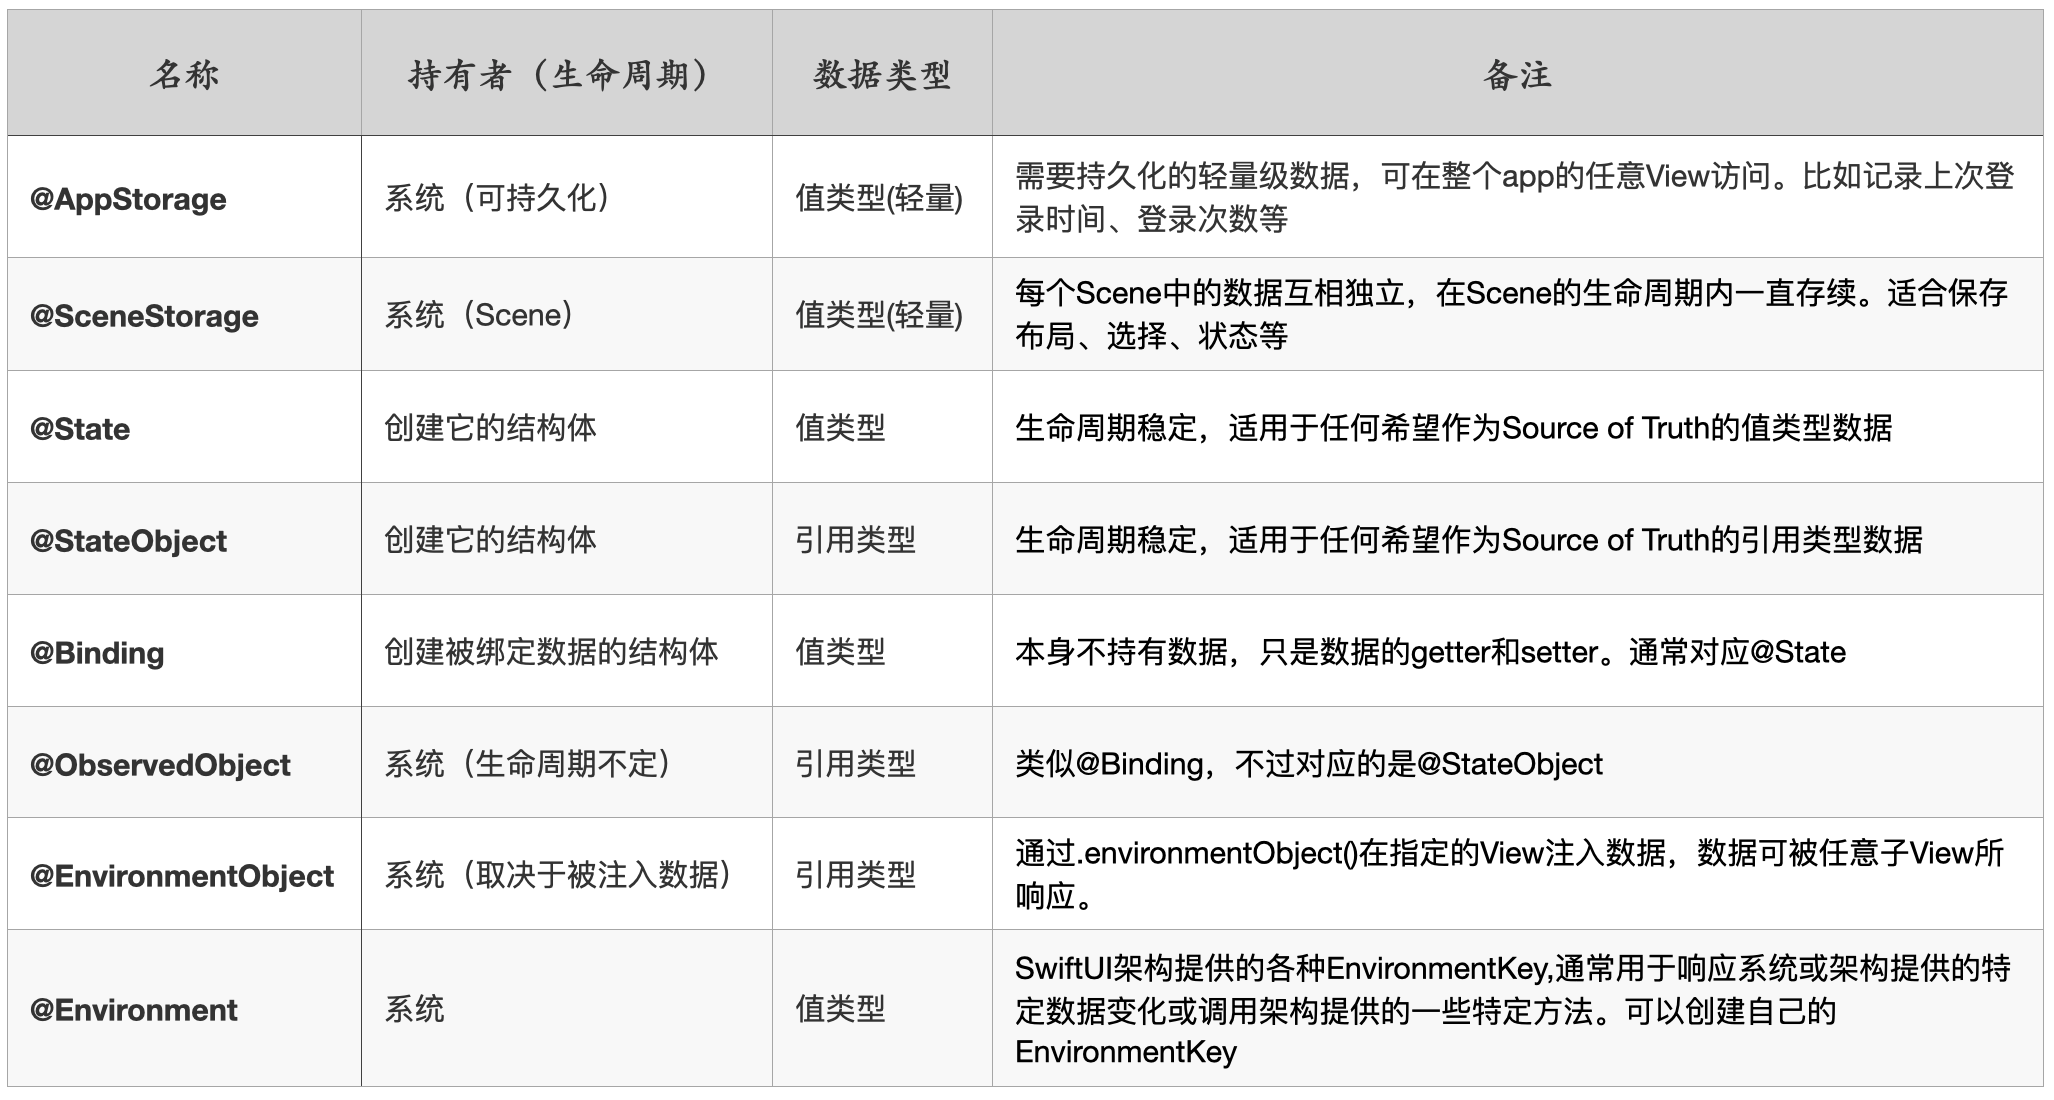 名称
持有者（生命周期）
数据类型
备注
@AppStorage
系统（可持久化）
值类型(轻量)
需要持久化的轻量级数据，可在整个app的任意View访问。比如记录上次登
录时间、登录次数等
@SceneStorage
系统（Scene）
值类型(轻量)
每个Scene中的数据互相独立，在Scene的生命周期内一直存续。适合保存
布局、选择、状态等
@State
创建它的结构体
值类型
生命周期稳定，适用于任何希望作为Source of Truth的值类型数据
@StateObject
创建它的结构体
引用类型
生命周期稳定，适用于任何希望作为Source of Truth的引用类型数据
@Binding
创建被绑定数据的结构体
值类型
本身不持有数据，只是数据的getter和setter。通常对应@State
@ObservedObject
系统（生命周期不定）
引用类型
类似@Binding，不过对应的是@StateObject
@EnvironmentObject
系统（取决于被注入数据）
引用类型
通过.environmentObject()在指定的View注入数据，数据可被任意子View所
响应。
@Environment
系统
值类型
SwiftUI架构提供的各种EnvironmentKey,通常用于响应系统或架构提供的特
定数据变化或调用架构提供的一些特定方法。可以创建自己的
EnvironmentKey